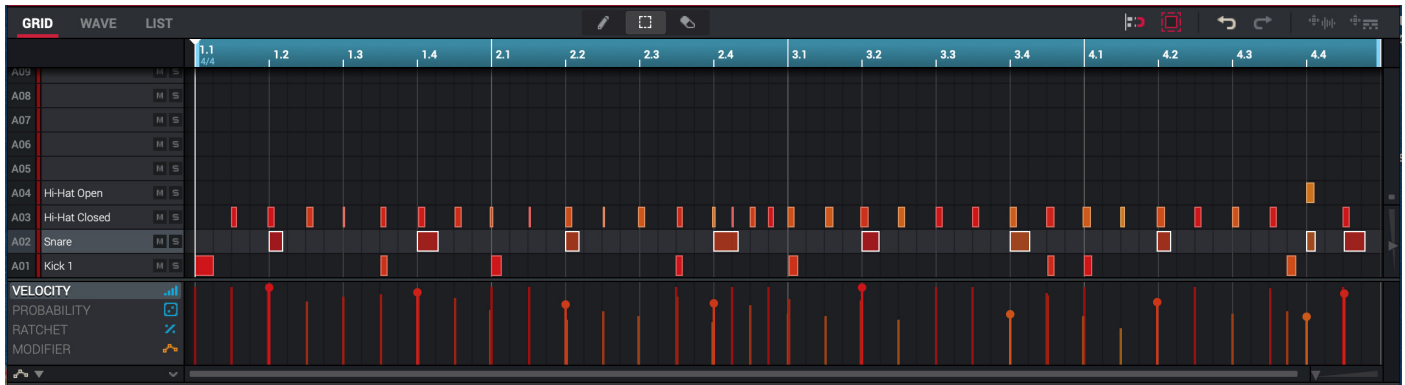 GRID WAVE LIST
1.1 1.2 1.3 1.4 2.1 2.2 2.3 2.4 3.1 3.2 3.3 3.4 4.1 4.2 4.3 4.4
4/4
A09 M S
A08 M S
A07 M S
A06 M S
A05 M S
A04 Hi-Hat Open M S
A03 Hi-Hat Closed M S
A02 Snare M S
A01 Kick 1 M S
VELOCITY
PROBABILITY
RATCHET
MODIFIER